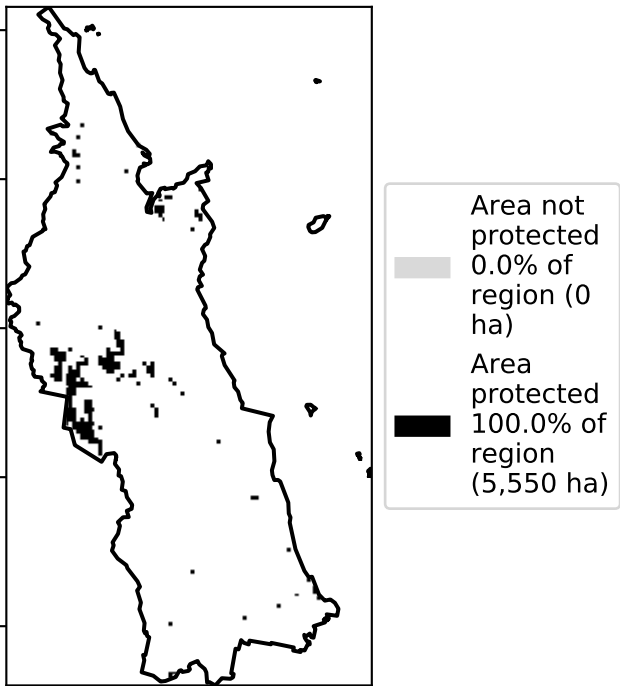 Area not
protected
0.0% of
region (0
ha)
Area
protected
100.0% of
region
(5,550 ha)